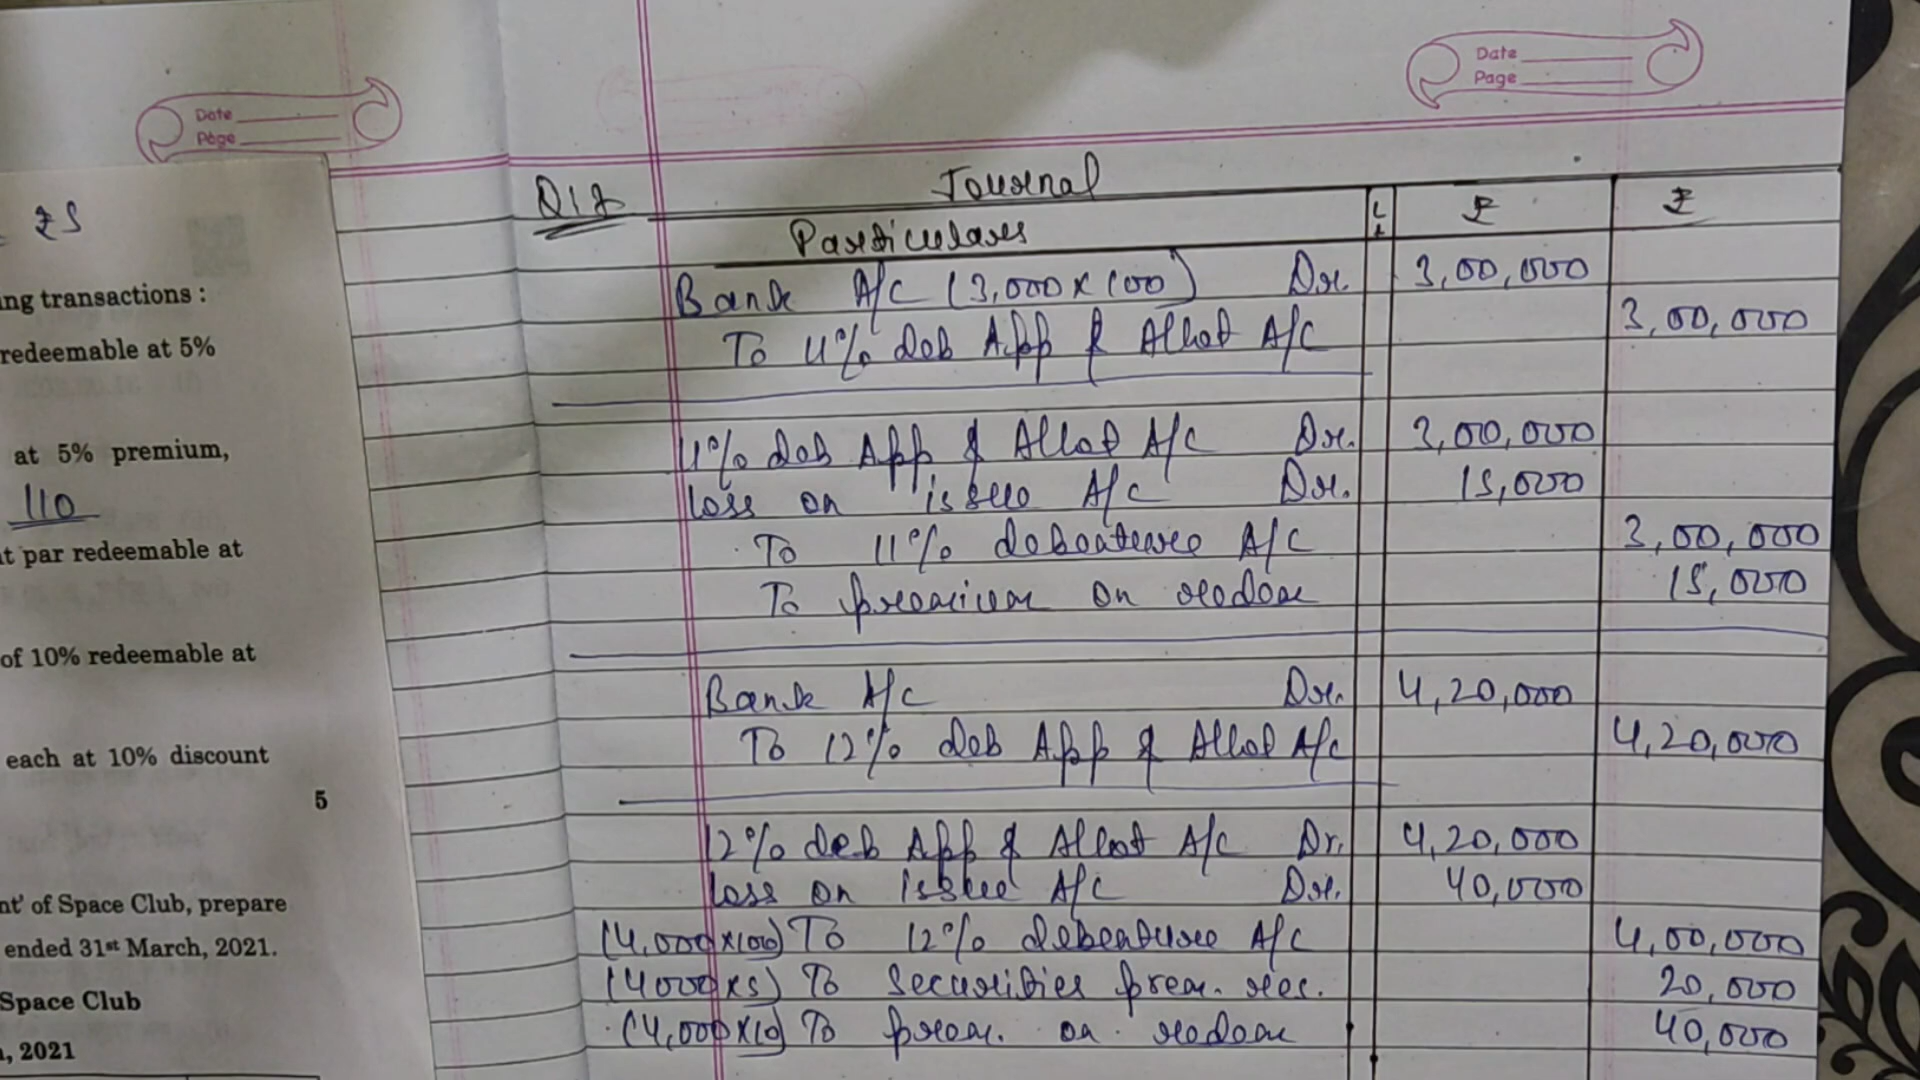 Date
Page
Date
Page
₹5
ing transactions :
redeemable at 5%
at 5% premium,
110
at par redeemable at
of 10% redeemable at
each at 10% discount
5
nt' of Space Club, prepare
ended 31st March, 2021.
Space Club
, 2021
Journal
Particulars L.F. ₹ ₹
Bank A/c (3,000×100) Dr. 3,00,000
To 11% deb App & Allot A/c 3,00,000
11% deb App & Allot A/c Dr. 3,00,000
loss on issue A/c Dr. 15,000
To 11% debenture A/c 3,00,000
To premium on redem 15,000
Bank A/c Dr. 4,20,000
To 12% deb App & Allot A/c 4,20,000
12% deb App & Allot A/c Dr. 4,20,000
loss on issue A/c Dr. 40,000
(4,000×100) To 12% debenture A/c 4,00,000
(4000×5) To Securities prem. res. 20,000
(4,000×10) To prem. on redem 40,000